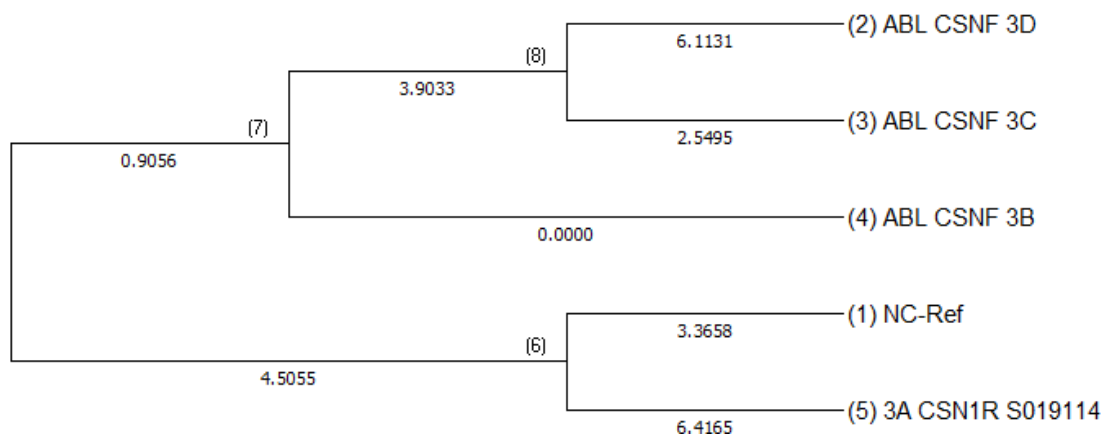 (2) ABL CSNF 3D
6.1131
(8)
3.9033
(3) ABL CSNF 3C
2.5495
(7)
0.9056
(4) ABL CSNF 3B
0.0000
(1) NC-Ref
3.3658
(6)
4.5055
(5) 3A CSN1R S019114
6.4165